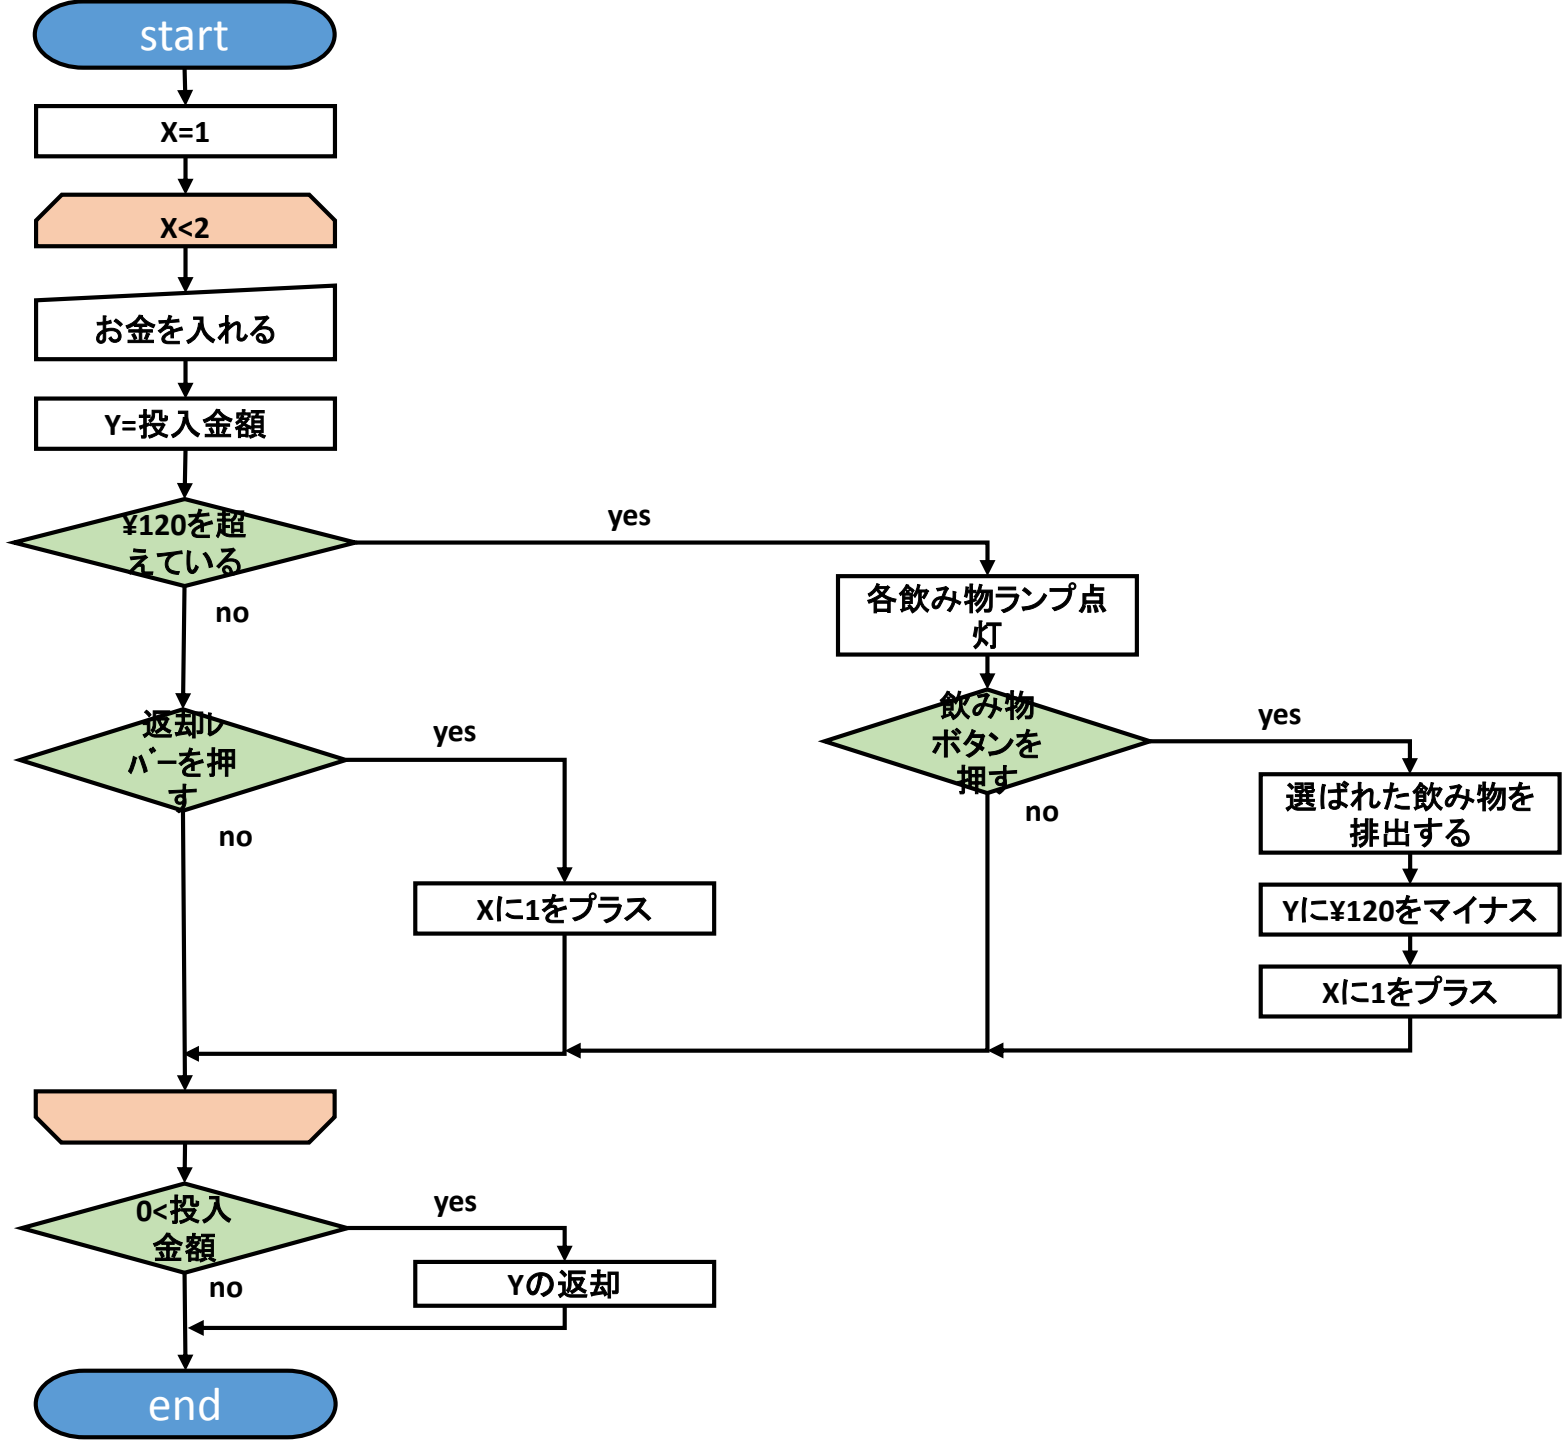 start
X=1
X<2
お金を入れる
Y=投入金額
¥120を超
えている
yes
no
各飲み物ランプ点
灯
返却レ
バーを押
す
yes
no
飲み物
ボタンを
押す
yes
no
選ばれた飲み物を
排出する
Xに1をプラス
Yに¥120をマイナス
Xに1をプラス
0<投入
金額
yes
no
Yの返却
end